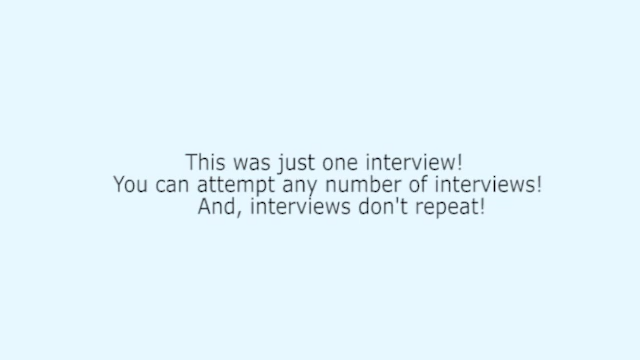 This was just one interview!
You can attempt any number of interviews!
And, interviews don't repeat!